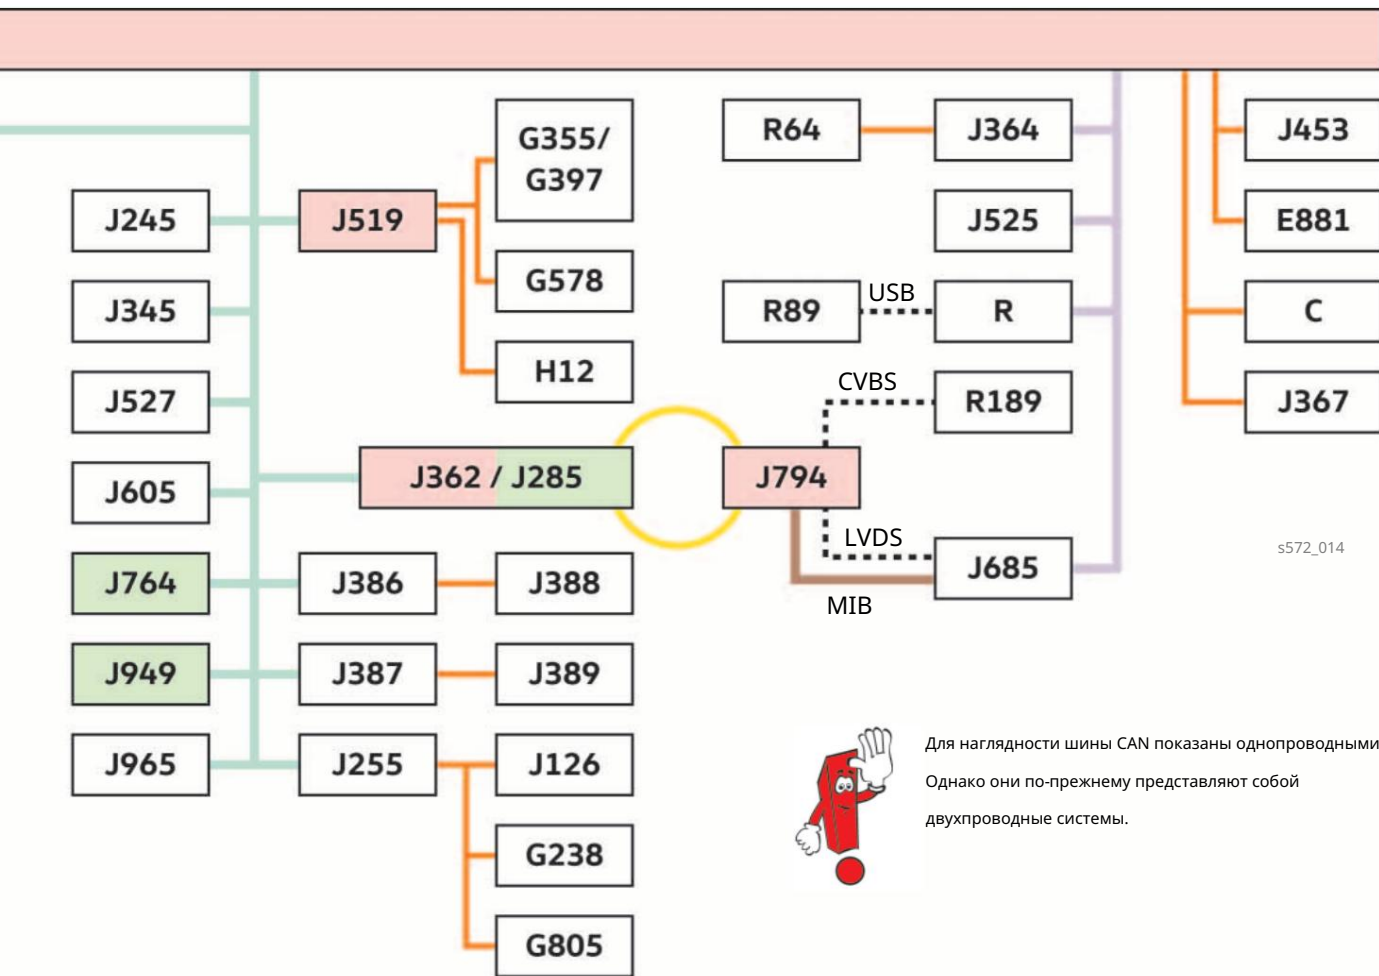 G355/
G397
R64
J364
J453
J245
J519
J525
E881
J345
G578
R89
USB
R
C
J527
H12
CVBS
R189
J367
J605
J362 / J285
J794
LVDS
J685
s572_014
MIB
J764
J386
J388
J949
J387
J389
J965
J255
J126
G238
G805
Для наглядности шины CAN показаны однопроводными
Однако они по-прежнему представляют собой
двухпроводные системы.